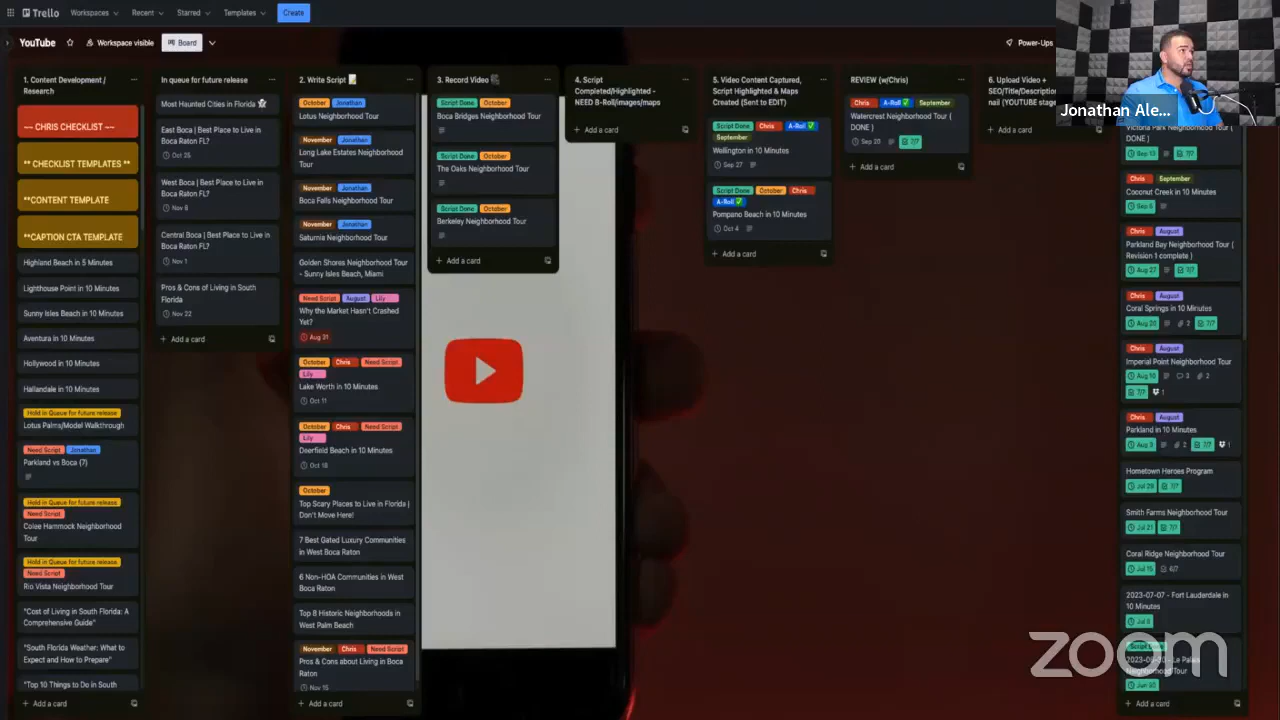 Trello
Workspaces
Recent
Starred
Templates
Create
YouTube
Workspace visible
Board
Power-Ups
Jonathan Ale...
1. Content Development /
Research
~~ CHRIS CHECKLIST ~~
** CHECKLIST TEMPLATES **
**CONTENT TEMPLATE
**CAPTION CTA TEMPLATE
Highland Beach in 5 Minutes
Lighthouse Point in 10 Minutes
Sunny Isles Beach in 10 Minutes
Aventura in 10 Minutes
Hollywood in 10 Minutes
Hallandale in 10 Minutes
Hold in Queue for future release
Lotus Palms/Model Walkthrough
Need Script Jonathan
Parkland vs Boca (?)
Hold in Queue for future release
Need Script
Colee Hammock Neighborhood
Tour
Hold in Queue for future release
Need Script
Rio Vista Neighborhood Tour
"Cost of Living in South Florida: A
Comprehensive Guide"
"South Florida Weather: What to
Expect and How to Prepare"
"Top 10 Things to Do in South
+ Add a card
In queue for future release
Most Haunted Cities in Florida
East Boca | Best Place to Live in
Boca Raton FL?
Oct 25
West Boca | Best Place to Live in
Boca Raton FL?
Nov 8
Central Boca | Best Place to Live in
Boca Raton FL?
Nov 1
Pros & Cons of Living in South
Florida
Nov 22
+ Add a card
2. Write Script
October Jonathan
Lotus Neighborhood Tour
November Jonathan
Long Lake Estates Neighborhood
Tour
November Jonathan
Boca Falls Neighborhood Tour
November Jonathan
Saturnia Neighborhood Tour
Golden Shores Neighborhood Tour
- Sunny Isles Beach, Miami
Need Script August Lily
Why the Market Hasn't Crashed
Yet?
Aug 31
October Chris Need Script
Lily
Lake Worth in 10 Minutes
Oct 11
October Chris Need Script
Lily
Deerfield Beach in 10 Minutes
Oct 18
October
Top Scary Places to Live in Florida |
Don't Move Here!
7 Best Gated Luxury Communities
in West Boca Raton
6 Non-HOA Communities in West
Boca Raton
Top 8 Historic Neighborhoods in
West Palm Beach
November Chris Need Script
Pros & Cons about Living in Boca
Raton
Nov 15
+ Add a card
3. Record Video
Script Done October
Boca Bridges Neighborhood Tour
Script Done October
The Oaks Neighborhood Tour
Script Done October
Berkeley Neighborhood Tour
+ Add a card
4. Script
Completed/Highlighted -
NEED B-Roll/images/maps
+ Add a card
5. Video Content Captured,
Script Highlighted & Maps
Created (Sent to EDIT)
Script Done Chris A-Roll
September
Wellington in 10 Minutes
Sep 27
Script Done October Chris
A-Roll
Pompano Beach in 10 Minutes
Oct 4
+ Add a card
REVIEW (w/Chris)
Chris A-Roll September
Watercrest Neighborhood Tour (
DONE )
Sep 20 7/7
+ Add a card
6. Upload Video +
SEO/Title/Description
nail (YOUTUBE stage
+ Add a card
Victoria Park Neighborhood Tour (
DONE )
Sep 13 7/7
Chris September
Coconut Creek in 10 Minutes
Sep 6
Chris August
Parkland Bay Neighborhood Tour (
Revision 1 complete )
Aug 27 7/7
Chris August
Coral Springs in 10 Minutes
Aug 20 2 7/7
Chris August
Imperial Point Neighborhood Tour
Aug 10 3 2
7/7 1
Chris August
Parkland in 10 Minutes
Aug 3 2 7/7 1
Hometown Heroes Program
Jul 29 7/7
Smith Farms Neighborhood Tour
Jul 21 7/7
Coral Ridge Neighborhood Tour
Jul 15 6/7
2023-07-07 - Fort Lauderdale in
10 Minutes
Jul 8
Script Done
Neighborhood Tour
Jun 30
+ Add a card
zoom